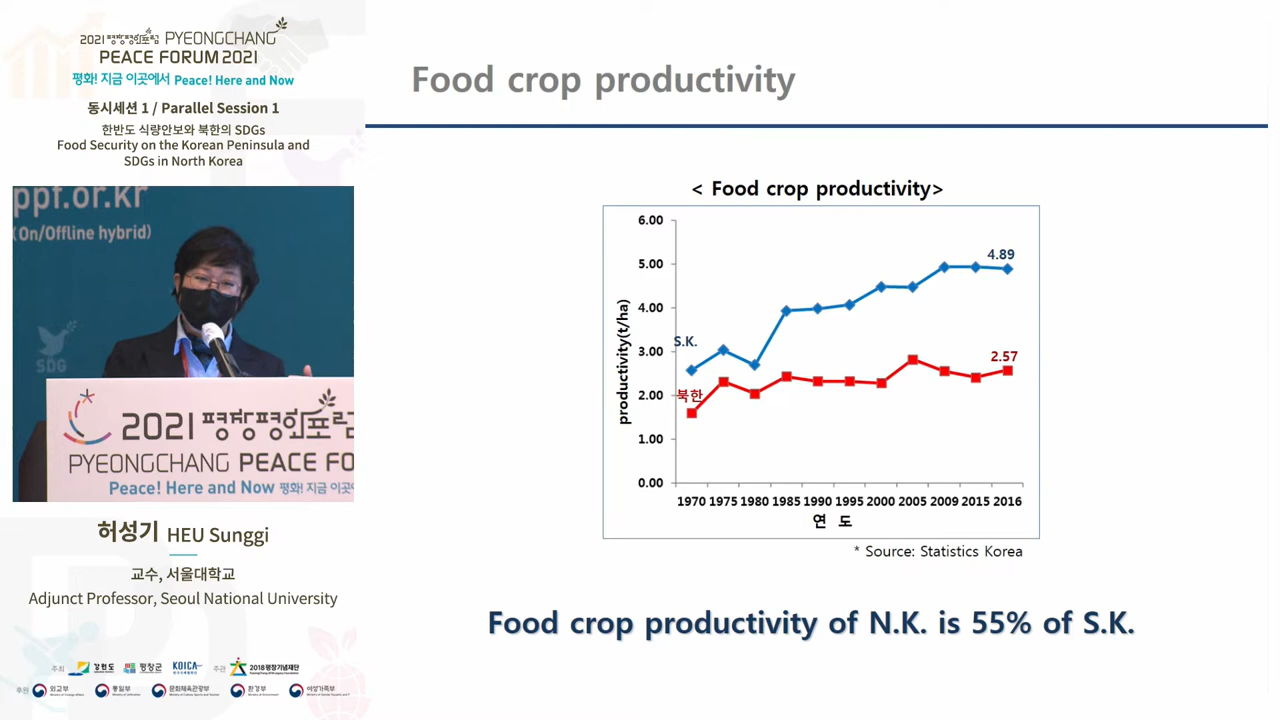 2021 평창평화포럼 PYEONGCHANG
PEACE FORUM 2021
평화! 지금 이곳에서 Peace! Here and Now
동시세션 1 / Parallel Session 1
한반도 식량안보와 북한의 SDGs
Food Security on the Korean Peninsula and
SDGs in North Korea
ppf.or.kr
(On/Offline hybrid)
SDG
2021 평창평화포럼
PYEONGCHANG PEACE FO
Peace! Here and Now 평화! 지금 이곳에
허성기 HEU Sunggi
교수, 서울대학교
Adjunct Professor, Seoul National University
주최 강원도 평창군 KOICA 주관 2018평창기념재단
후원 외교부 통일부 문화체육관광부 환경부 여성가족부
Food crop productivity
< Food crop productivity>
productivity(t/ha)
6.00
5.00
4.00
3.00
2.00
1.00
0.00
4.89
S.K.
2.57
북한
1970 1975 1980 1985 1990 1995 2000 2005 2009 2015 2016
연 도
* Source: Statistics Korea
Food crop productivity of N.K. is 55% of S.K.